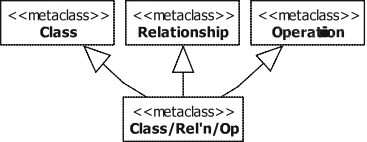 <<metaclass>> <<metaclass>> <<metaclass>>
Class Relationship Operation
<<metaclass>>
Class/Rel'n/Op